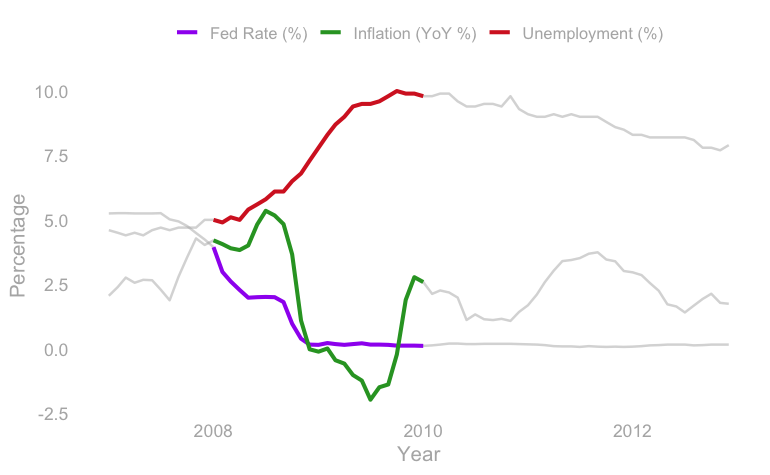 Fed Rate (%) Inflation (YoY %) Unemployment (%)
10.0
7.5
5.0
2.5
0.0
-2.5
Percentage
2008 2010 2012
Year